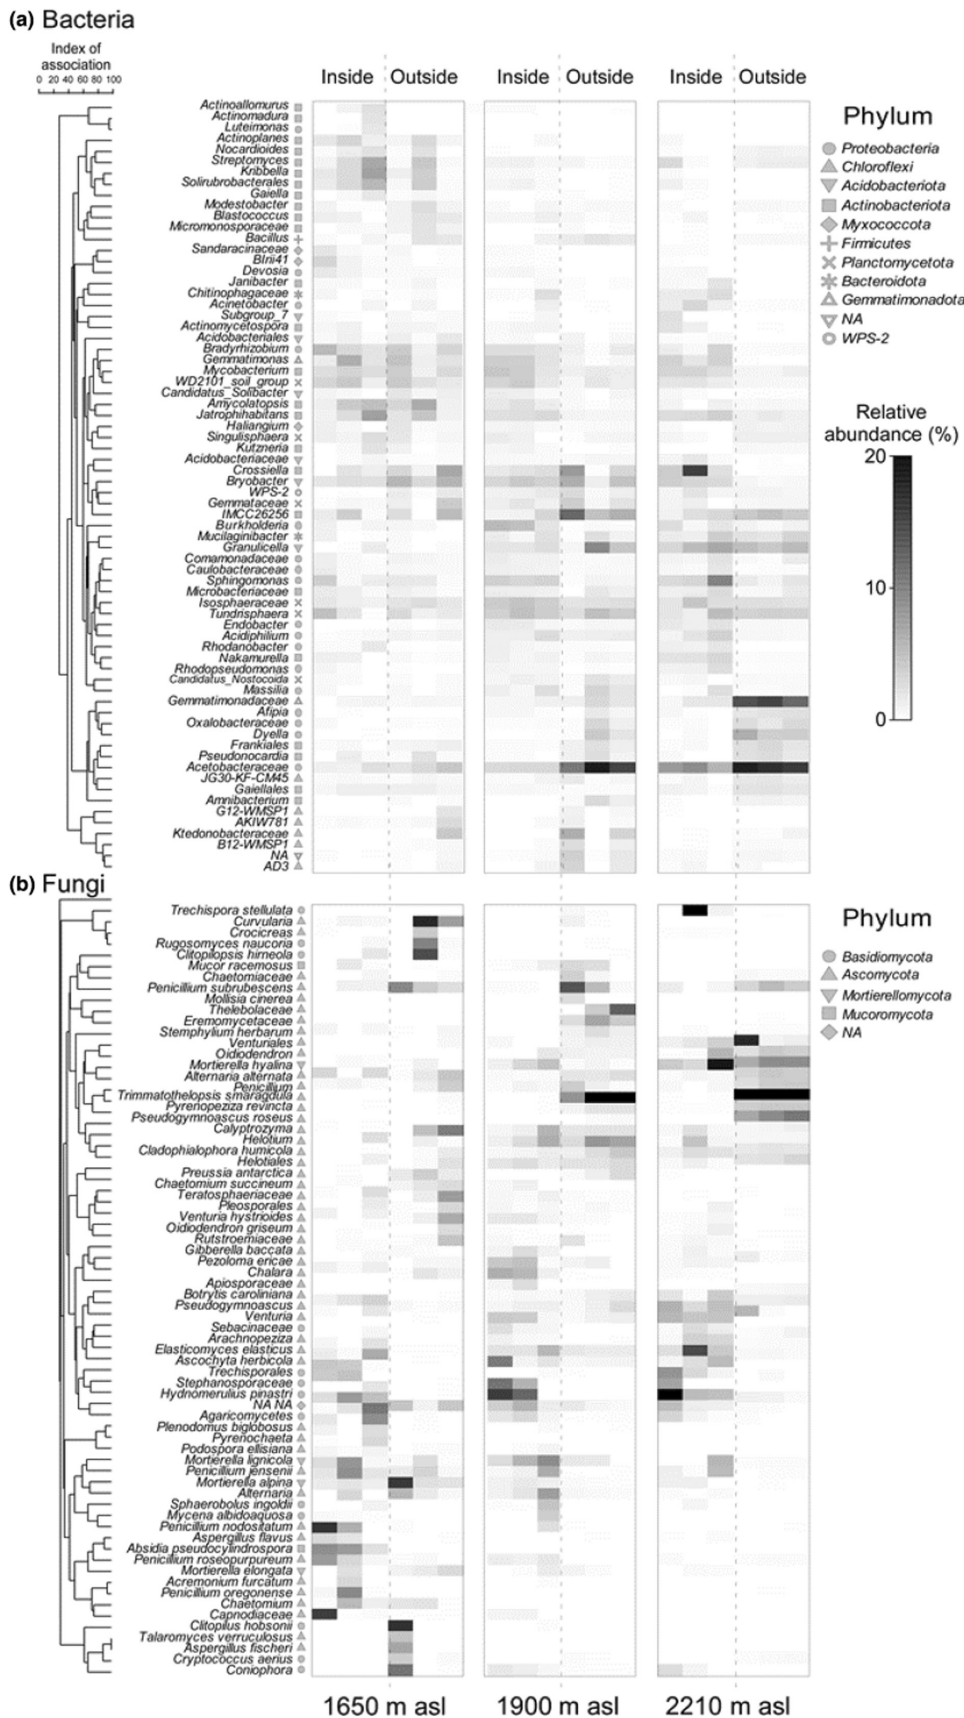 (a) Bacteria
Index of
association
0 20 40 60 80 100
Inside Outside Inside Outside Inside Outside
Actinoallomurus
Actinomadura
Luteimonas
Actinoplanes
Nocardioides
Streptomyces
Kribbella
Solirubrobacterales
Gaiella
Modestobacter
Blastococcus
Micromonosporaceae
Bacillus
Sandaracinaceae
BIrii41
Devosia
Janibacter
Chitinophagaceae
Acinetobacter
Subgroup_7
Actinomycetospora
Acidobacteriales
Bradyrhizobium
Gemmatimonas
Mycobacterium
WD2101_soil_group
Candidatus_Solibacter
Amycolatopsis
Jatrophihabitans
Haliangium
Singulisphaera
Kutzneria
Acidobacteriaceae
Crossiella
Bryobacter
WPS-2
Gemmataceae
IMCC26256
Burkholderia
Mucilaginibacter
Granulicella
Comamonadaceae
Caulobacteraceae
Sphingomonas
Microbacteriaceae
Isosphaeraceae
Tundrisphaera
Endobacter
Acidiphilium
Rhodanobacter
Nakamurella
Rhodopseudomonas
Candidatus_Nostocoida
Massilia
Gemmatimonadaceae
Afipia
Oxalobacteraceae
Dyella
Frankiales
Pseudonocardia
Acetobacteraceae
JG30-KF-CM45
Gaiellales
Amnibacterium
G12-WMSP1
AKIW781
Ktedonobacteraceae
B12-WMSP1
NA
AD3
Phylum
Proteobacteria
Chloroflexi
Acidobacteriota
Actinobacteriota
Myxococcota
Firmicutes
Planctomycetota
Bacteroidota
Gemmatimonadota
NA
WPS-2
Relative
abundance (%)
20
10
0
(b) Fungi
Trechispora stellulata
Curvularia
Crocicreas
Rugosomyces naucoria
Clitopilopsis hirneola
Mucor racemosus
Chaetomiaceae
Penicillium subrubescens
Mollisia cinerea
Thelebolaceae
Eremomycetaceae
Stemphylium herbarum
Venturiales
Oidiodendron
Mortierella hyalina
Alternaria alternata
Penicillium
Trimmatothelopsis smaragdula
Pyrenopeziza revincta
Pseudogymnoascus roseus
Calyptrozyma
Helotium
Cladophialophora humicola
Helotiales
Preussia antarctica
Chaetomium succineum
Teratosphaeriaceae
Pleosporales
Venturia hystrioides
Oidiodendron griseum
Rutstroemiaceae
Gibberella baccata
Pezoloma ericae
Chalara
Apiosporaceae
Botrytis caroliniana
Pseudogymnoascus
Venturia
Sebacinaceae
Arachnopeziza
Elasticomyces elasticus
Ascochyta herbicola
Trechisporales
Stephanosporaceae
Hydnomerulius pinastri
NA NA
Agaricomycetes
Plenodomus biglobosus
Pyrenochaeta
Podospora ellisiana
Mortierella lignicola
Penicillium jensenii
Mortierella alpina
Alternaria
Sphaerobolus ingoldii
Mycena albidoaquosa
Penicillium nodositatum
Aspergillus flavus
Absidia pseudocylindrospora
Penicillium roseopurpureum
Mortierella elongata
Acremonium furcatum
Penicillium oregonense
Chaetomium
Capnodiaceae
Clitopilus hobsonii
Talaromyces verruculosus
Aspergillus fischeri
Cryptococcus aerius
Coniophora
Phylum
Basidiomycota
Ascomycota
Mortierellomycota
Mucoromycota
NA
1650 m asl 1900 m asl 2210 m asl